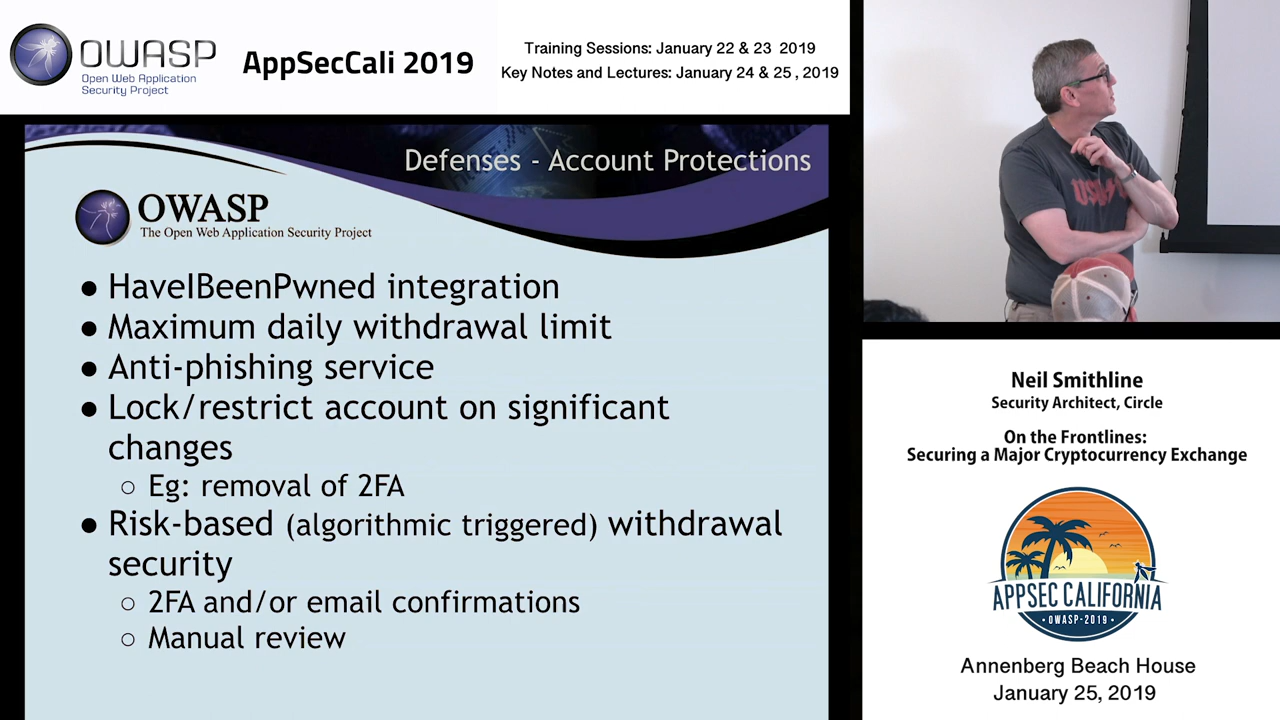 OWASP
Open Web Application
Security Project
AppSecCali 2019
Training Sessions: January 22 & 23 2019
Key Notes and Lectures: January 24 & 25, 2019
Defenses - Account Protections
OWASP
The Open Web Application Security Project
● HaveIBeenPwned integration
● Maximum daily withdrawal limit
● Anti-phishing service
● Lock/restrict account on significant
changes
○ Eg: removal of 2FA
● Risk-based (algorithmic triggered) withdrawal
security
○ 2FA and/or email confirmations
○ Manual review
Neil Smithline
Security Architect, Circle
On the Frontlines:
Securing a Major Cryptocurrency Exchange
APPSEC CALIFORNIA
• OWASP-2019 •
Annenberg Beach House
January 25, 2019